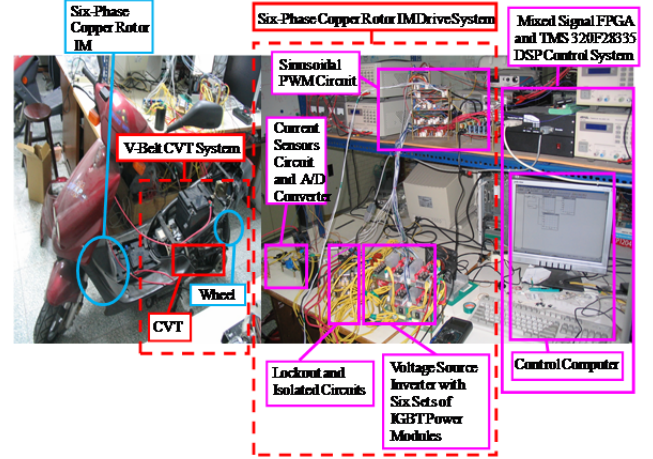 Six-Phase
Copper Rotor
IM
Six-Phase Copper Rotor IM Drive System
Mixed Signal FPGA
and TMS 320F28335
DSP Control System
Sinusoidal
PWM Circuit
V-Belt CVT System
Current
Sensors
Circuit
and A/D
Converter
Wheel
CVT
Lockout and
Isolated Circuits
Voltage Source
Inverter with
Six Sets of
IGBT Power
Modules
Control Computer